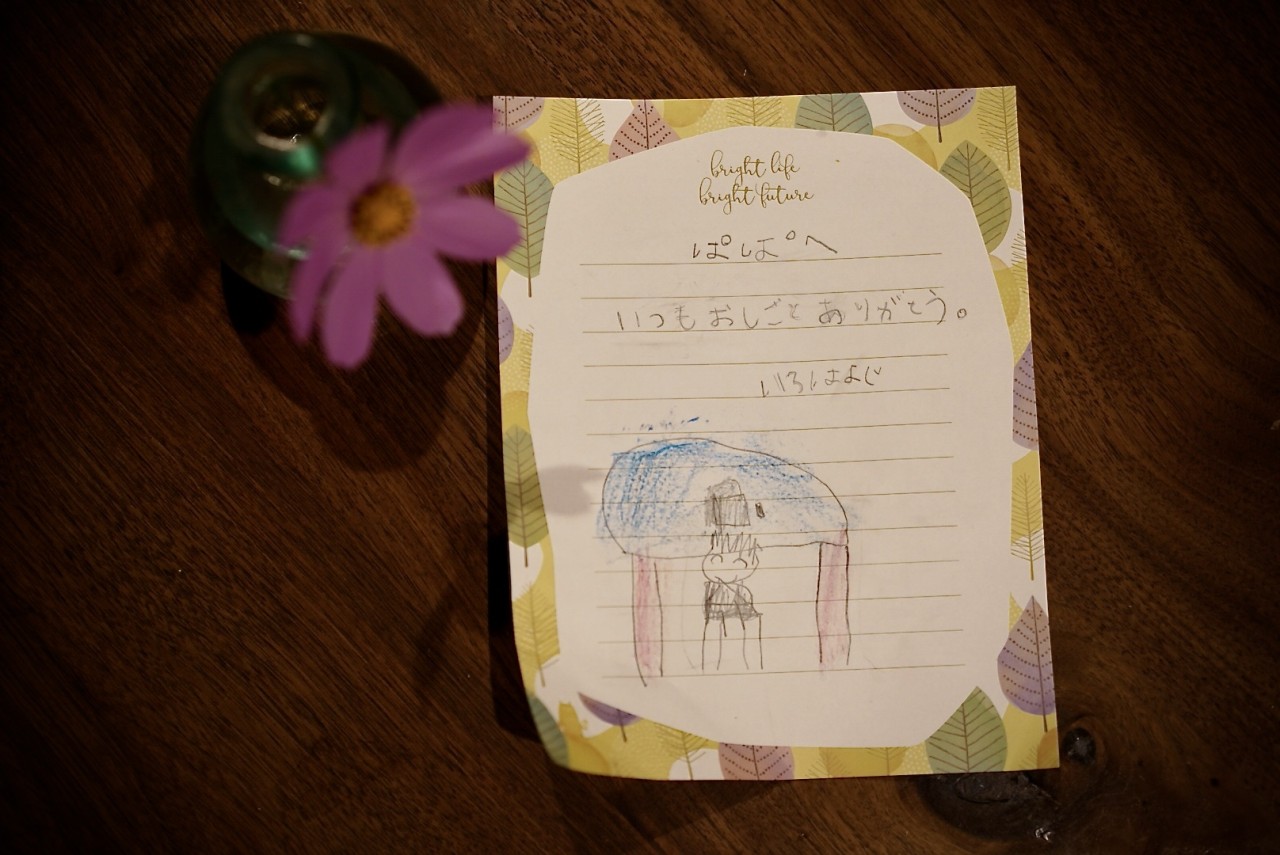 bright life
bright future
ぱぱへ
いつもおしごとありがとう。
いろはより